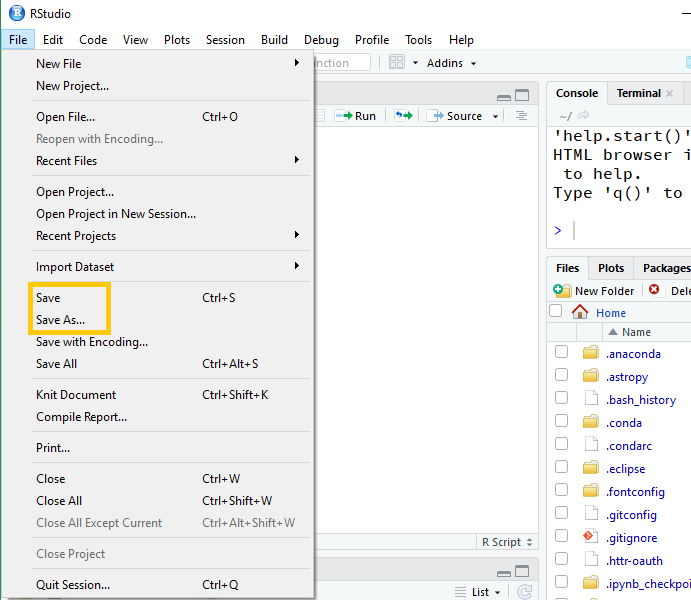 RStudio
File Edit Code View Plots Session Build Debug Profile Tools Help
New File
New Project...
Open File... Ctrl+O
Reopen with Encoding...
Recent Files
Open Project...
Open Project in New Session...
Recent Projects
Import Dataset
Save Ctrl+S
Save As...
Save with Encoding...
Save All Ctrl+Alt+S
Knit Document Ctrl+Shift+K
Compile Report...
Print...
Close Ctrl+W
Close All Ctrl+Shift+W
Close All Except Current Ctrl+Alt+Shift+W
Close Project
Quit Session... Ctrl+Q
nction Addins
Run Source
R Script
List
Console Terminal
~/
'help.start()'
HTML browser i
to help.
Type 'q()' to
>
Files Plots Packages
New Folder Dele
Home
Name
.anaconda
.astropy
.bash_history
.conda
.condarc
.eclipse
.fontconfig
.gitconfig
.gitignore
.httr-oauth
.ipynb_checkpoi